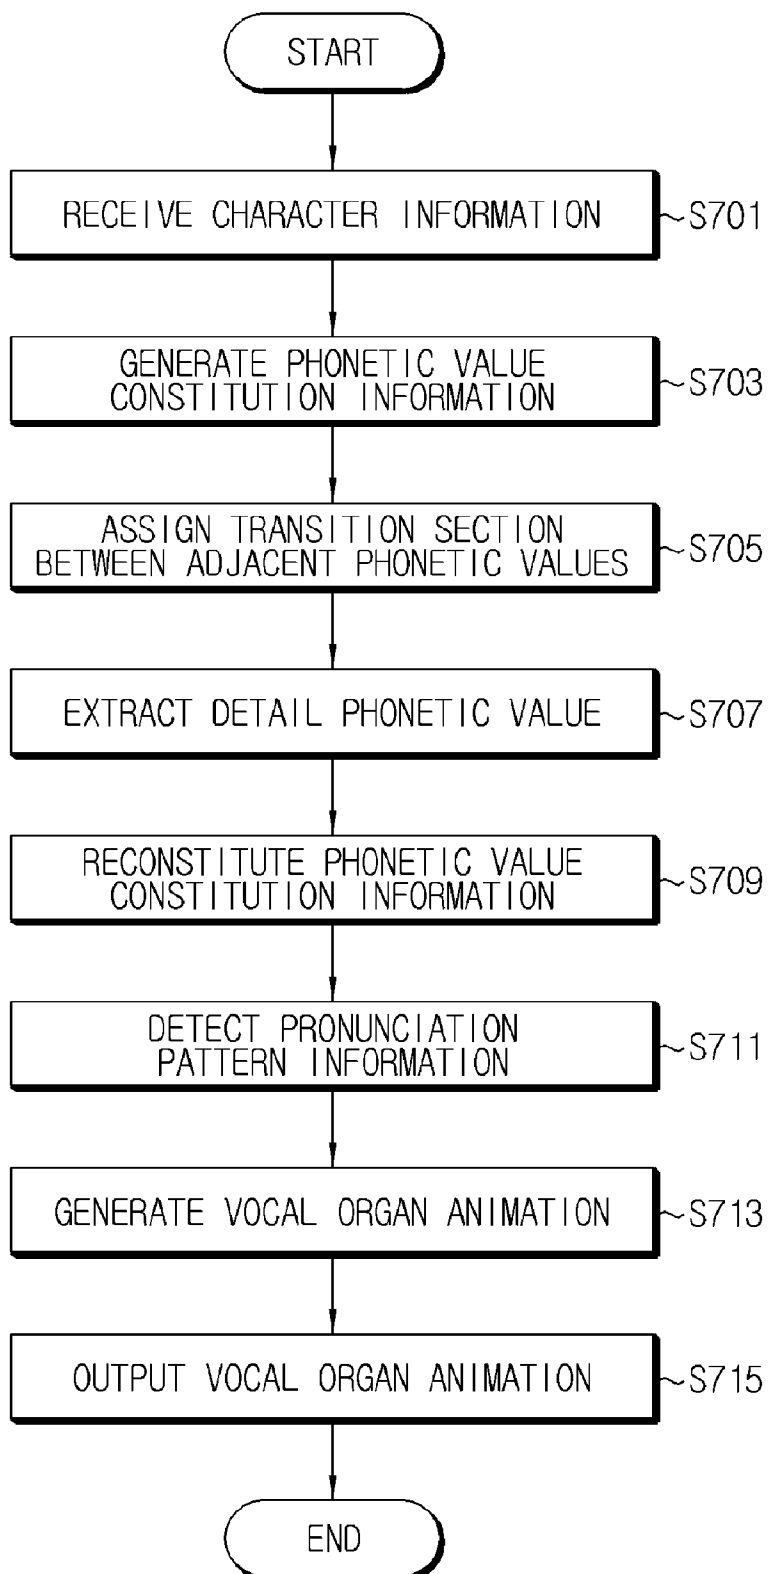 START
RECEIVE CHARACTER INFORMATION
S701
GENERATE PHONETIC VALUE
CONSTITUTION INFORMATION
S703
ASSIGN TRANSITION SECTION
BETWEEN ADJACENT PHONETIC VALUES
S705
EXTRACT DETAIL PHONETIC VALUE
S707
RECONSTITUTE PHONETIC VALUE
CONSTITUTION INFORMATION
S709
DETECT PRONUNCIATION
PATTERN INFORMATION
S711
GENERATE VOCAL ORGAN ANIMATION
S713
OUTPUT VOCAL ORGAN ANIMATION
S715
END